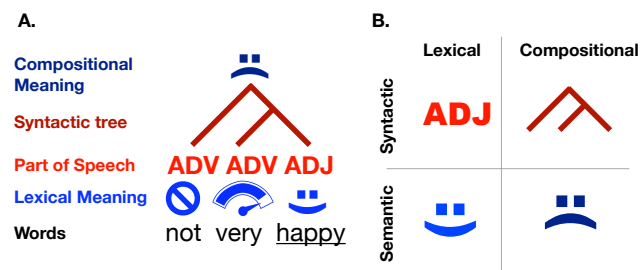 A.
Compositional
Meaning
Syntactic tree
Part of Speech
ADV ADV ADJ
Lexical Meaning
Words
not very happy
B.
Lexical
Compositional
Syntactic
ADJ
Semantic